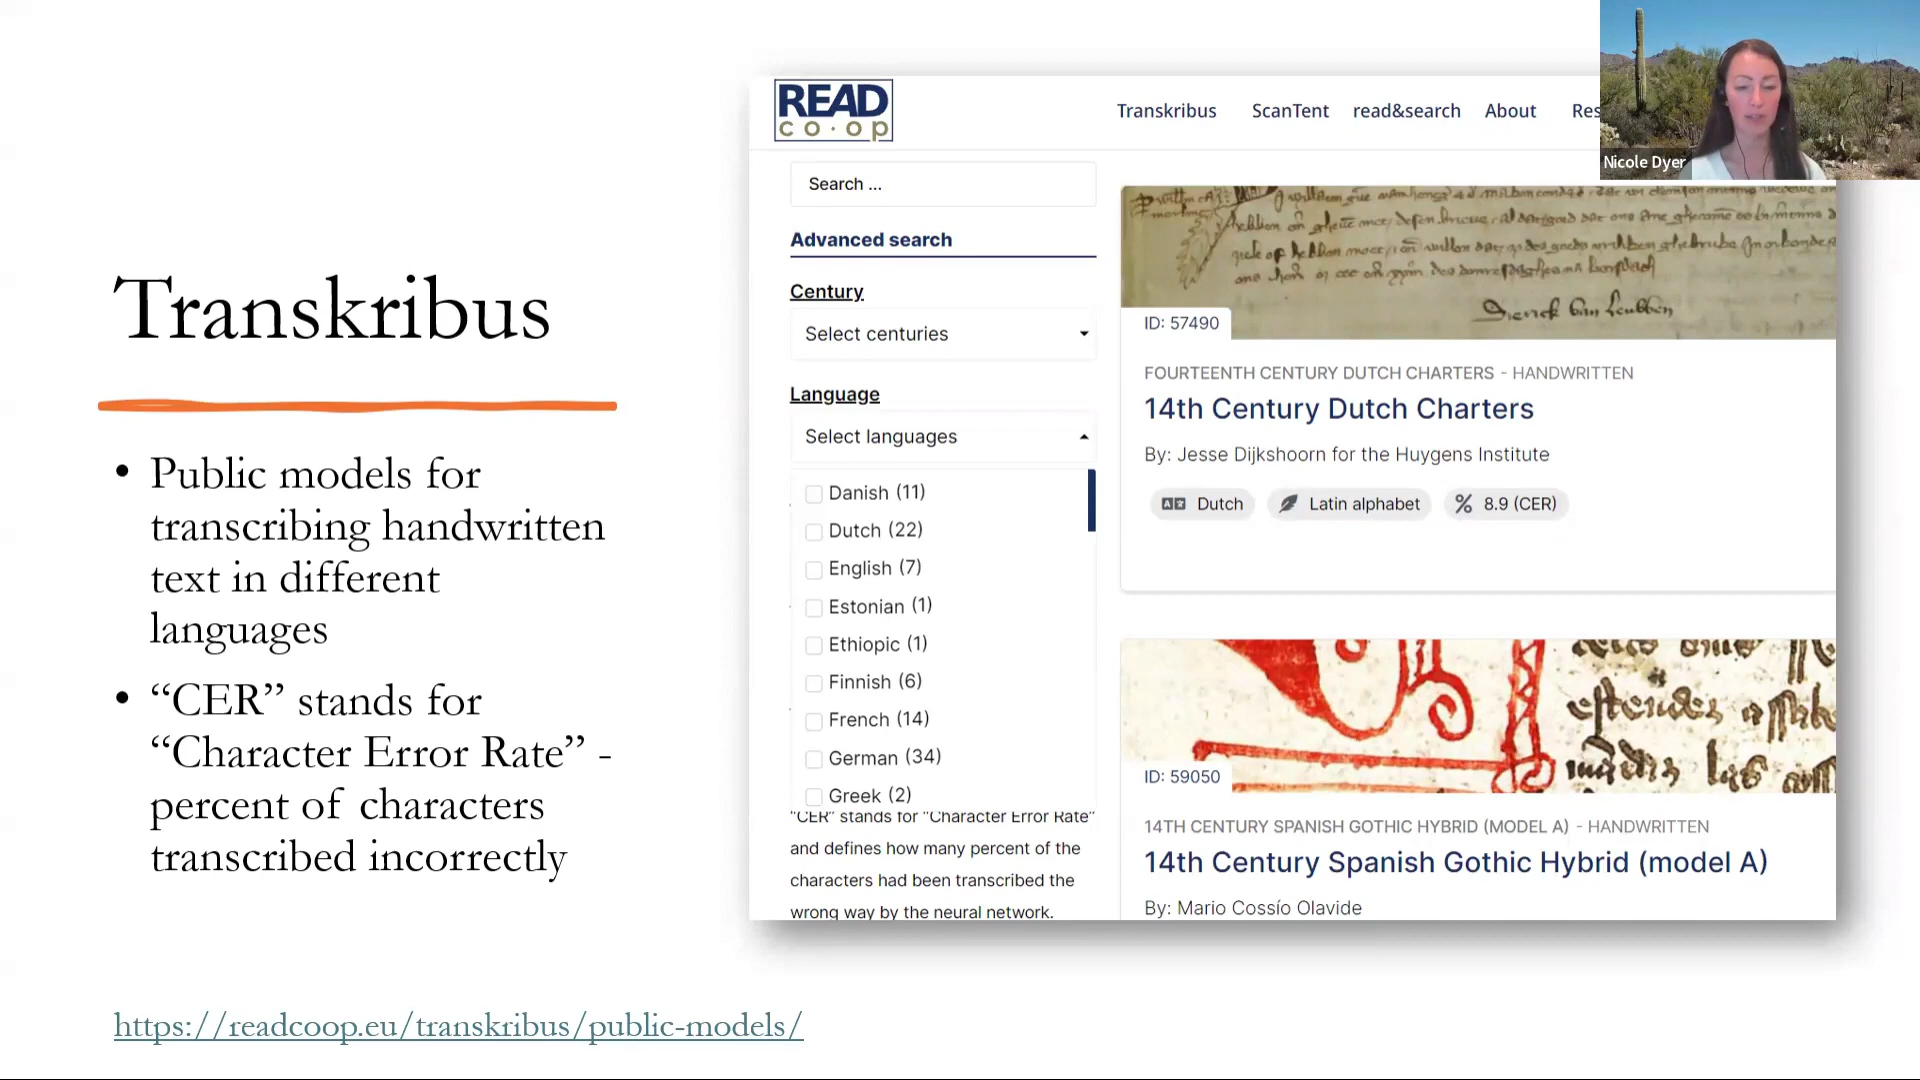 Transkribus
• Public models for
transcribing handwritten
text in different
languages
• “CER” stands for
“Character Error Rate” -
percent of characters
transcribed incorrectly
https://readcoop.eu/transkribus/public-models/
READ
co·op
Transkribus ScanTent read&search About Res
Search ...
Advanced search
Century
Select centuries
Language
Select languages
Danish (11)
Dutch (22)
English (7)
Estonian (1)
Ethiopic (1)
Finnish (6)
French (14)
German (34)
Greek (2)
"CER" stands for "Character Error Rate"
and defines how many percent of the
characters had been transcribed the
wrong way by the neural network.
ID: 57490
FOURTEENTH CENTURY DUTCH CHARTERS - HANDWRITTEN
14th Century Dutch Charters
By: Jesse Dijkshoorn for the Huygens Institute
Dutch Latin alphabet % 8.9 (CER)
ID: 59050
14TH CENTURY SPANISH GOTHIC HYBRID (MODEL A) - HANDWRITTEN
14th Century Spanish Gothic Hybrid (model A)
By: Mario Cossío Olavide
Nicole Dyer